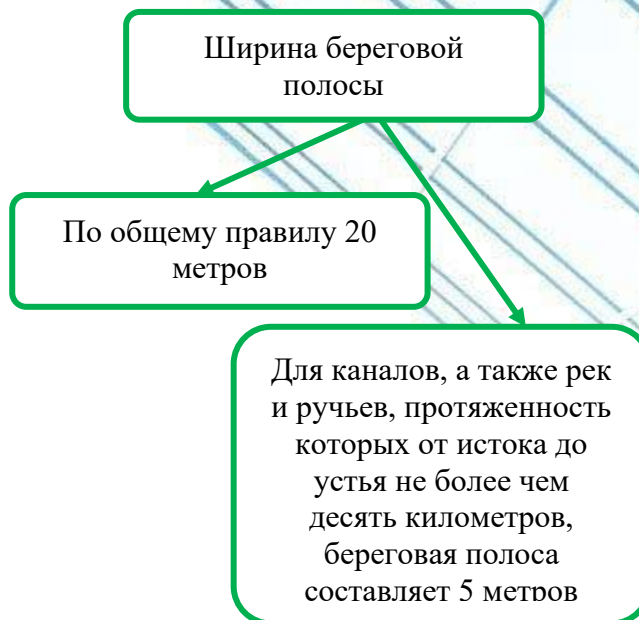 Ширина береговой
полосы
По общему правилу 20
метров
Для каналов, а также рек
и ручьев, протяженность
которых от истока до
устья не более чем
десять километров,
береговая полоса
составляет 5 метров